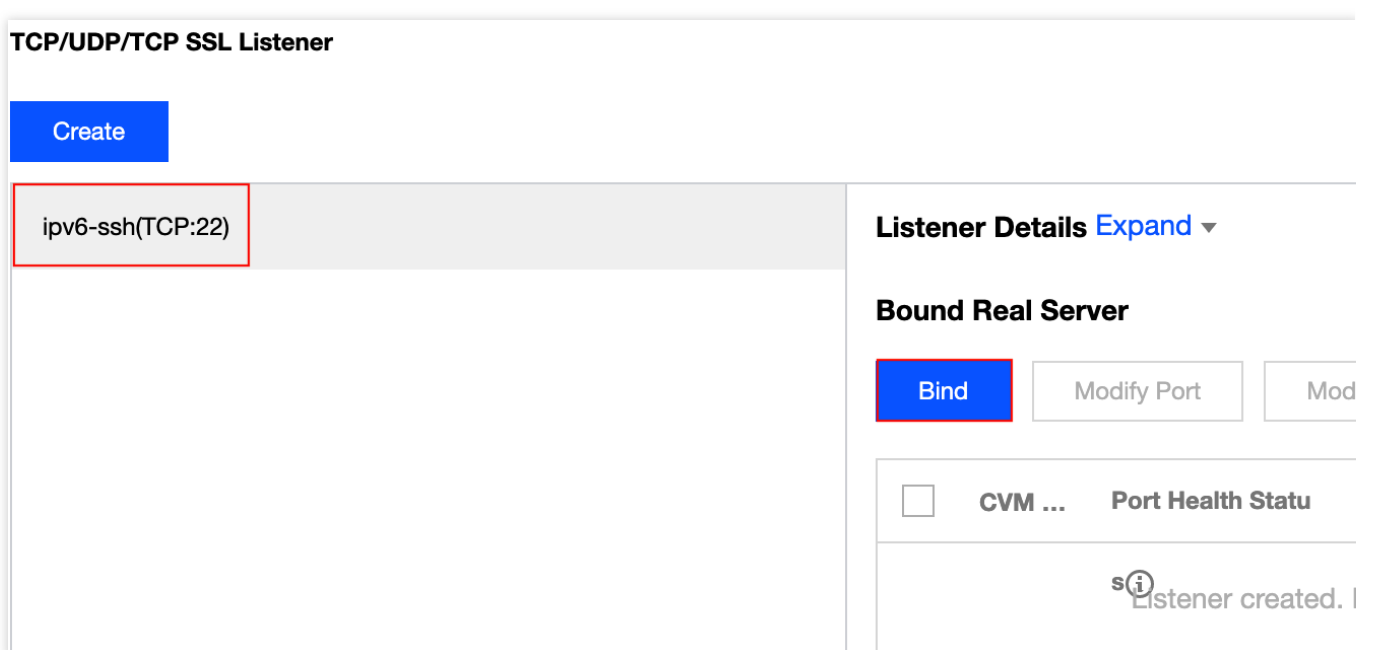 TCP/UDP/TCP SSL Listener
Create
ipv6-ssh(TCP:22)
Listener Details Expand
Bound Real Server
Bind Modify Port Mod
CVM ... Port Health Statu
s
Listener created.